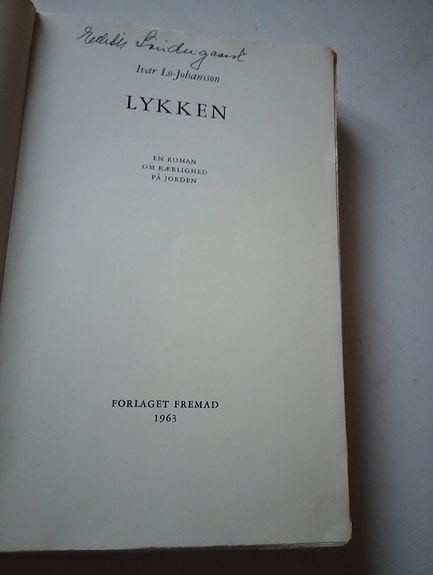 Edith Søndergaard
Ivar Lo-Johansson
LYKKEN
EN ROMAN
OM KÆRLIGHED
PÅ JORDEN
FORLAGET FREMAD
1963